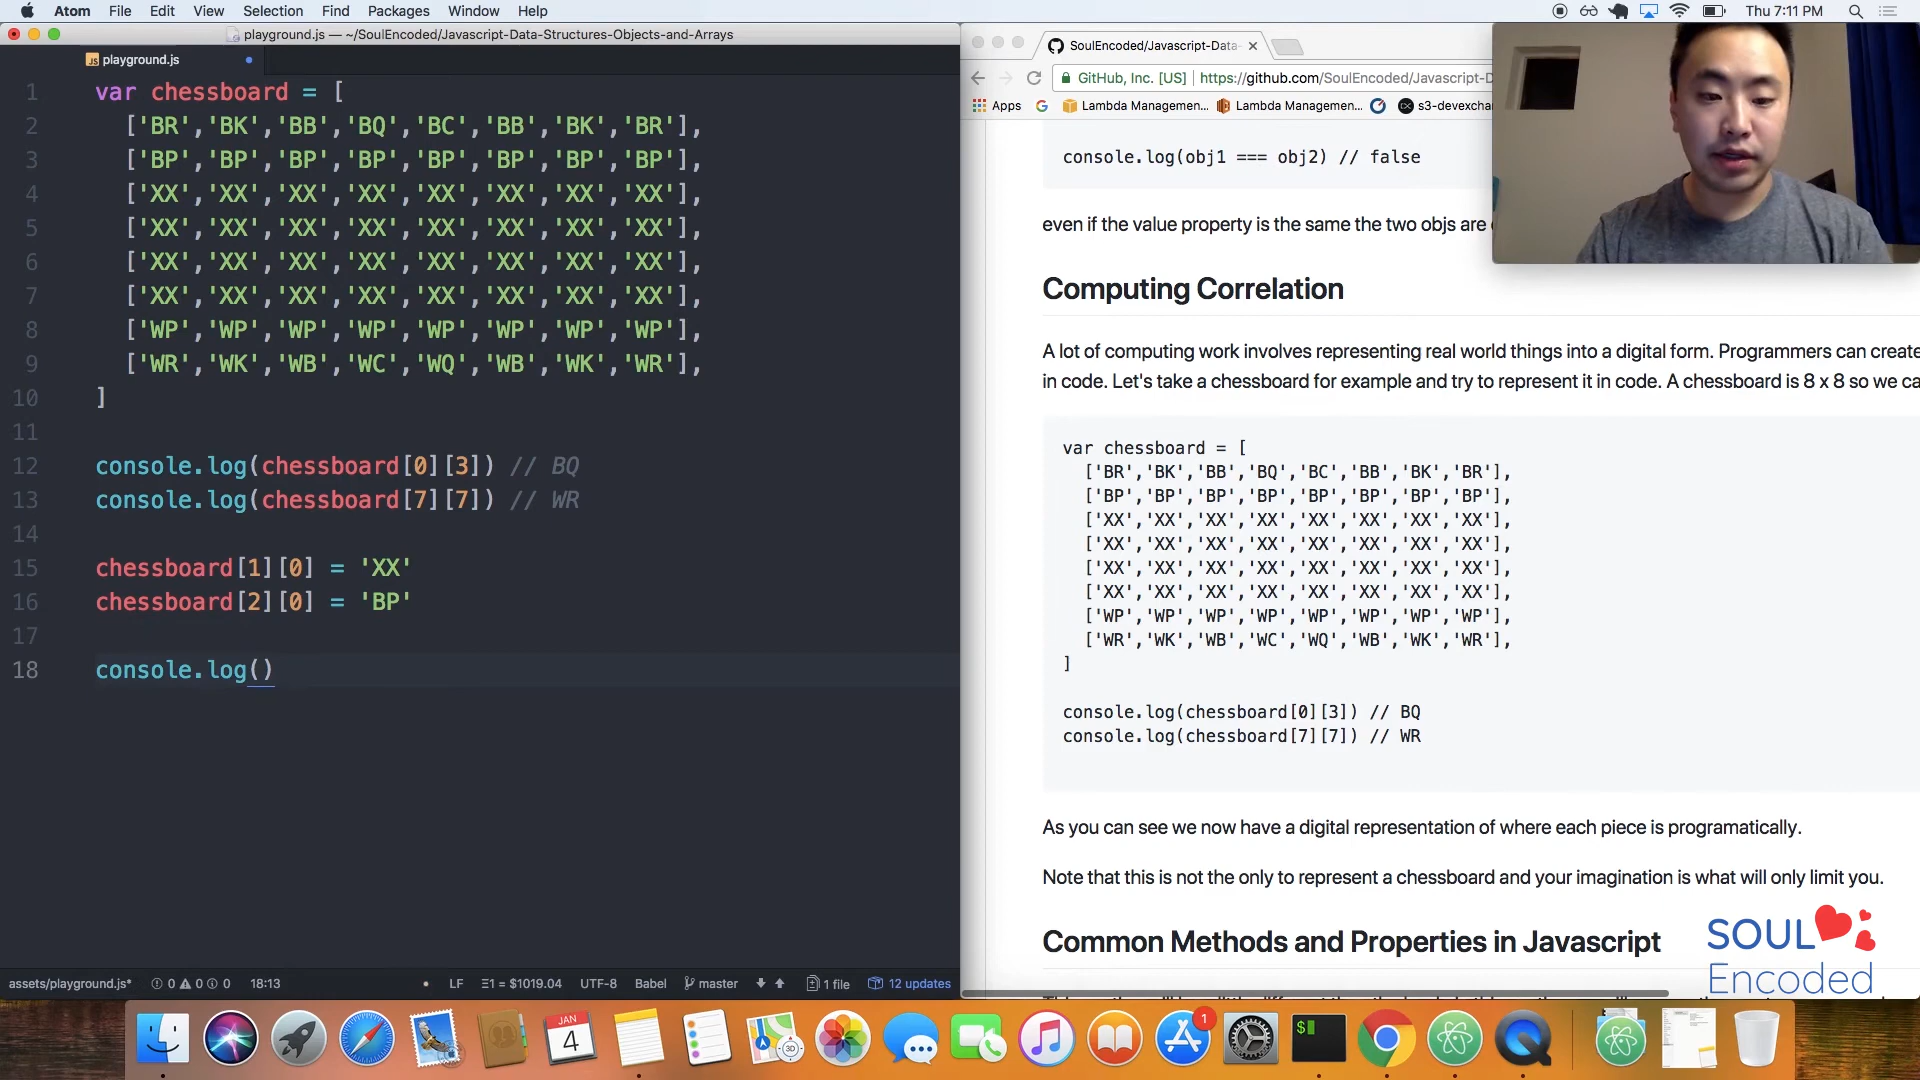 Atom File Edit View Selection Find Packages Window Help
Thu 7:11 PM
playground.js — ~/SoulEncoded/Javascript-Data-Structures-Objects-and-Arrays
playground.js
1 var chessboard = [
2 ['BR','BK','BB','BQ','BC','BB','BK','BR'],
3 ['BP','BP','BP','BP','BP','BP','BP','BP'],
4 ['XX','XX','XX','XX','XX','XX','XX','XX'],
5 ['XX','XX','XX','XX','XX','XX','XX','XX'],
6 ['XX','XX','XX','XX','XX','XX','XX','XX'],
7 ['XX','XX','XX','XX','XX','XX','XX','XX'],
8 ['WP','WP','WP','WP','WP','WP','WP','WP'],
9 ['WR','WK','WB','WC','WQ','WB','WK','WR'],
10 ]
11
12 console.log(chessboard[0][3]) // BQ
13 console.log(chessboard[7][7]) // WR
14
15 chessboard[1][0] = 'XX'
16 chessboard[2][0] = 'BP'
17
18 console.log()
assets/playground.js* 0 0 0 18:13 LF Ξ1 = $1019.04 UTF-8 Babel master 1 file 12 updates
SoulEncoded/Javascript-Data-
GitHub, Inc. [US] https://github.com/SoulEncoded/Javascript-D
Apps Lambda Managemen... Lambda Managemen... s3-devexchan
console.log(obj1 === obj2) // false
even if the value property is the same the two objs are
Computing Correlation
A lot of computing work involves representing real world things into a digital form. Programmers can create
in code. Let's take a chessboard for example and try to represent it in code. A chessboard is 8 x 8 so we ca
var chessboard = [
['BR','BK','BB','BQ','BC','BB','BK','BR'],
['BP','BP','BP','BP','BP','BP','BP','BP'],
['XX','XX','XX','XX','XX','XX','XX','XX'],
['XX','XX','XX','XX','XX','XX','XX','XX'],
['XX','XX','XX','XX','XX','XX','XX','XX'],
['XX','XX','XX','XX','XX','XX','XX','XX'],
['WP','WP','WP','WP','WP','WP','WP','WP'],
['WR','WK','WB','WC','WQ','WB','WK','WR'],
]
console.log(chessboard[0][3]) // BQ
console.log(chessboard[7][7]) // WR
As you can see we now have a digital representation of where each piece is programatically.
Note that this is not the only to represent a chessboard and your imagination is what will only limit you.
Common Methods and Properties in Javascript
SOUL
Encoded
JAN
4
3D
1
$